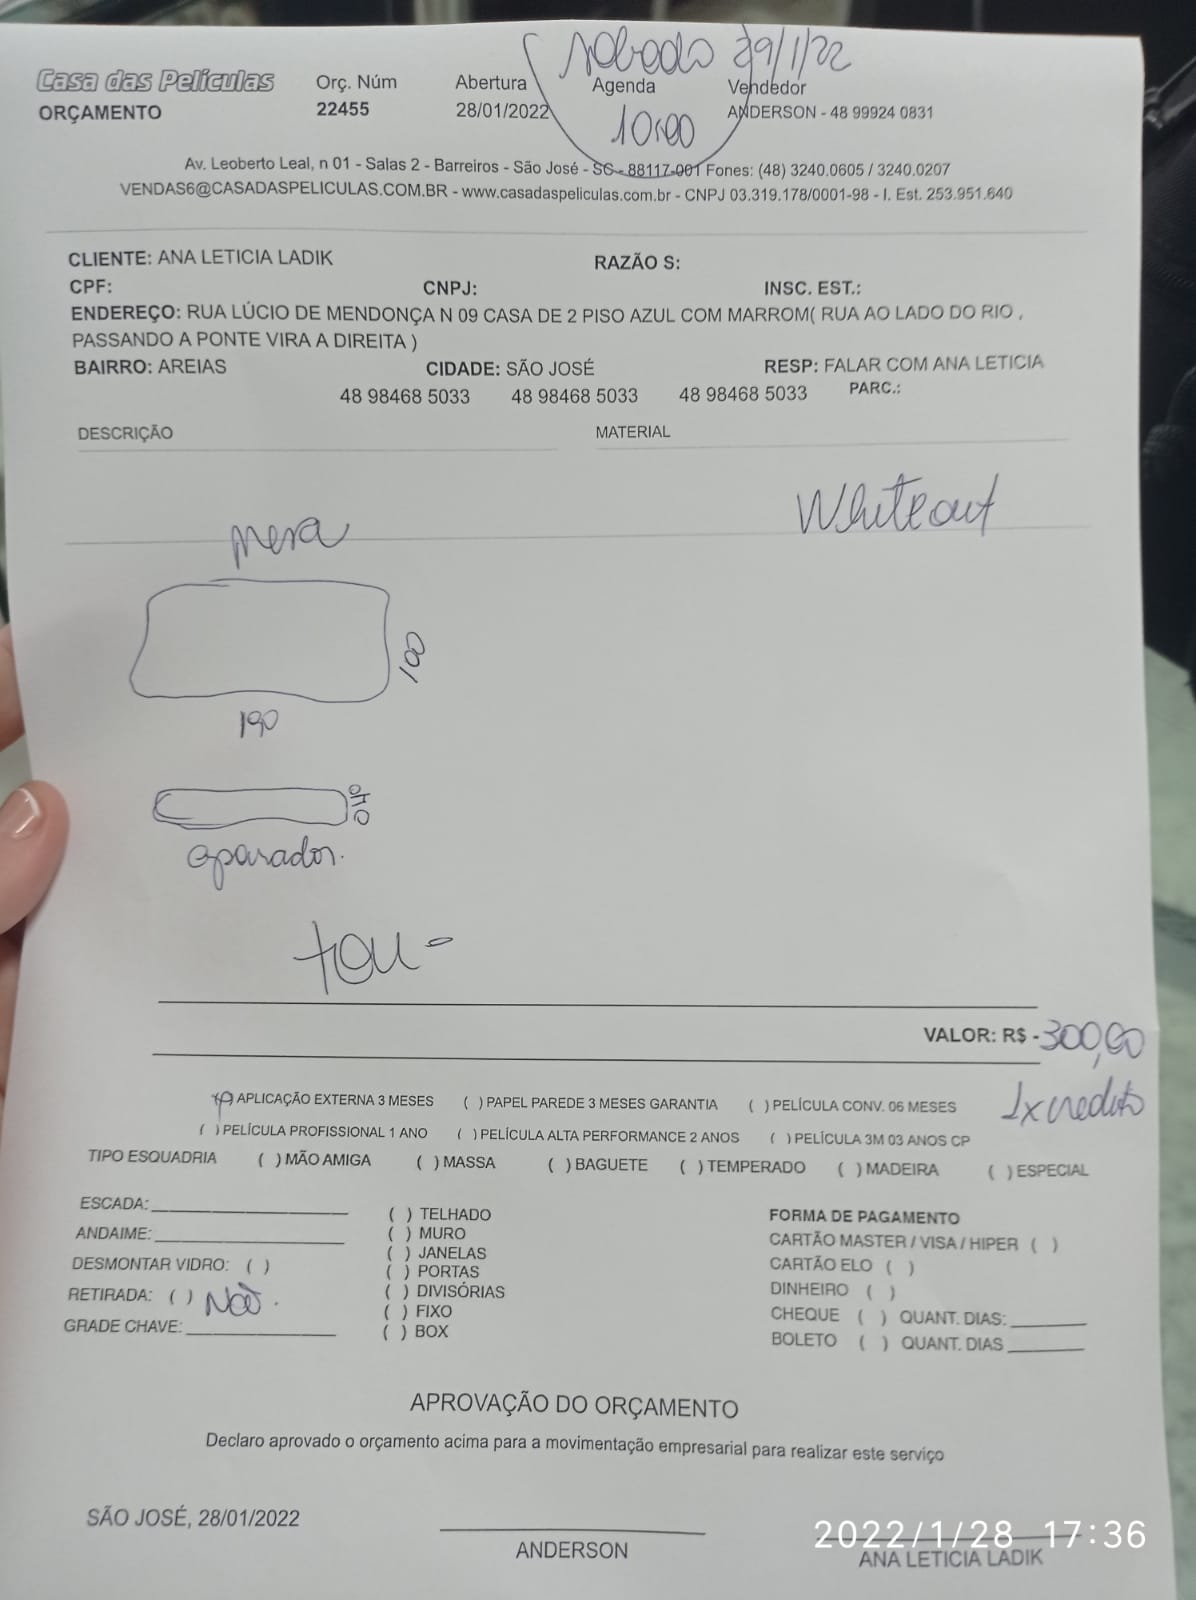 sabado 29/1/22
Casa das Películas Orç. Núm Abertura Agenda Vendedor
ORÇAMENTO 22455 28/01/2022 10:00 ANDERSON - 48 99924 0831
Av. Leoberto Leal, n 01 - Salas 2 - Barreiros - São José - SC - 88117-001 Fones: (48) 3240.0605 / 3240.0207
VENDAS6@CASADASPELICULAS.COM.BR - www.casadaspeliculas.com.br - CNPJ 03.319.178/0001-98 - I. Est. 253.951.640
CLIENTE: ANA LETICIA LADIK RAZÃO S:
CPF: CNPJ: INSC. EST.:
ENDEREÇO: RUA LÚCIO DE MENDONÇA N 09 CASA DE 2 PISO AZUL COM MARROM( RUA AO LADO DO RIO ,
PASSANDO A PONTE VIRA A DIREITA )
BAIRRO: AREIAS CIDADE: SÃO JOSÉ RESP: FALAR COM ANA LETICIA
48 98468 5033 48 98468 5033 48 98468 5033 PARC.:
DESCRIÇÃO MATERIAL
Whiteout
mesa
100
190
040
aparador.
VALOR: R$ - 300,00
1x credito
( ) APLICAÇÃO EXTERNA 3 MESES ( ) PAPEL PAREDE 3 MESES GARANTIA ( ) PELÍCULA CONV. 06 MESES
( ) PELÍCULA PROFISSIONAL 1 ANO ( ) PELÍCULA ALTA PERFORMANCE 2 ANOS ( ) PELÍCULA 3M 03 ANOS CP
TIPO ESQUADRIA ( ) MÃO AMIGA ( ) MASSA ( ) BAGUETE ( ) TEMPERADO ( ) MADEIRA ( ) ESPECIAL
ESCADA:
ANDAIME:
DESMONTAR VIDRO: ( )
RETIRADA: ( ) Não.
GRADE CHAVE:
( ) TELHADO
( ) MURO
( ) JANELAS
( ) PORTAS
( ) DIVISÓRIAS
( ) FIXO
( ) BOX
FORMA DE PAGAMENTO
CARTÃO MASTER / VISA / HIPER ( )
CARTÃO ELO ( )
DINHEIRO ( )
CHEQUE ( ) QUANT. DIAS:
BOLETO ( ) QUANT. DIAS
APROVAÇÃO DO ORÇAMENTO
Declaro aprovado o orçamento acima para a movimentação empresarial para realizar este serviço
SÃO JOSÉ, 28/01/2022
2022/1/28 17:36
ANDERSON ANA LETICIA LADIK